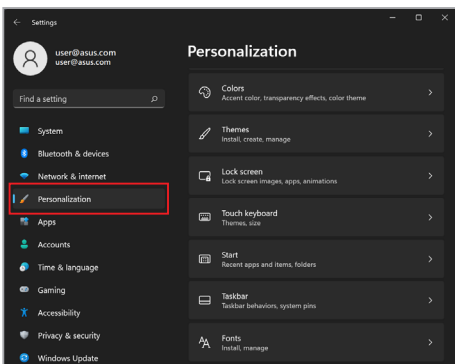 Settings
user@asus.com
user@asus.com
Find a setting
System
Bluetooth & devices
Network & internet
Personalization
Apps
Accounts
Time & language
Gaming
Accessibility
Privacy & security
Windows Update
Personalization
Colors
Accent color, transparency effects, color theme
Themes
Install, create, manage
Lock screen
Lock screen images, apps, animations
Touch keyboard
Themes, size
Start
Recent apps and items, folders
Taskbar
Taskbar behaviors, system pins
Fonts
Install, manage